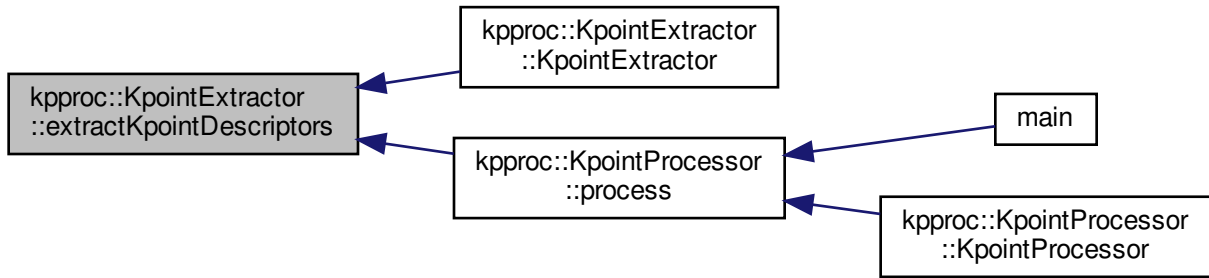 kpproc::KpointExtractor
::extractKpointDescriptors
kpproc::KpointExtractor
::KpointExtractor
kpproc::KpointProcessor
::process
main
kpproc::KpointProcessor
::KpointProcessor